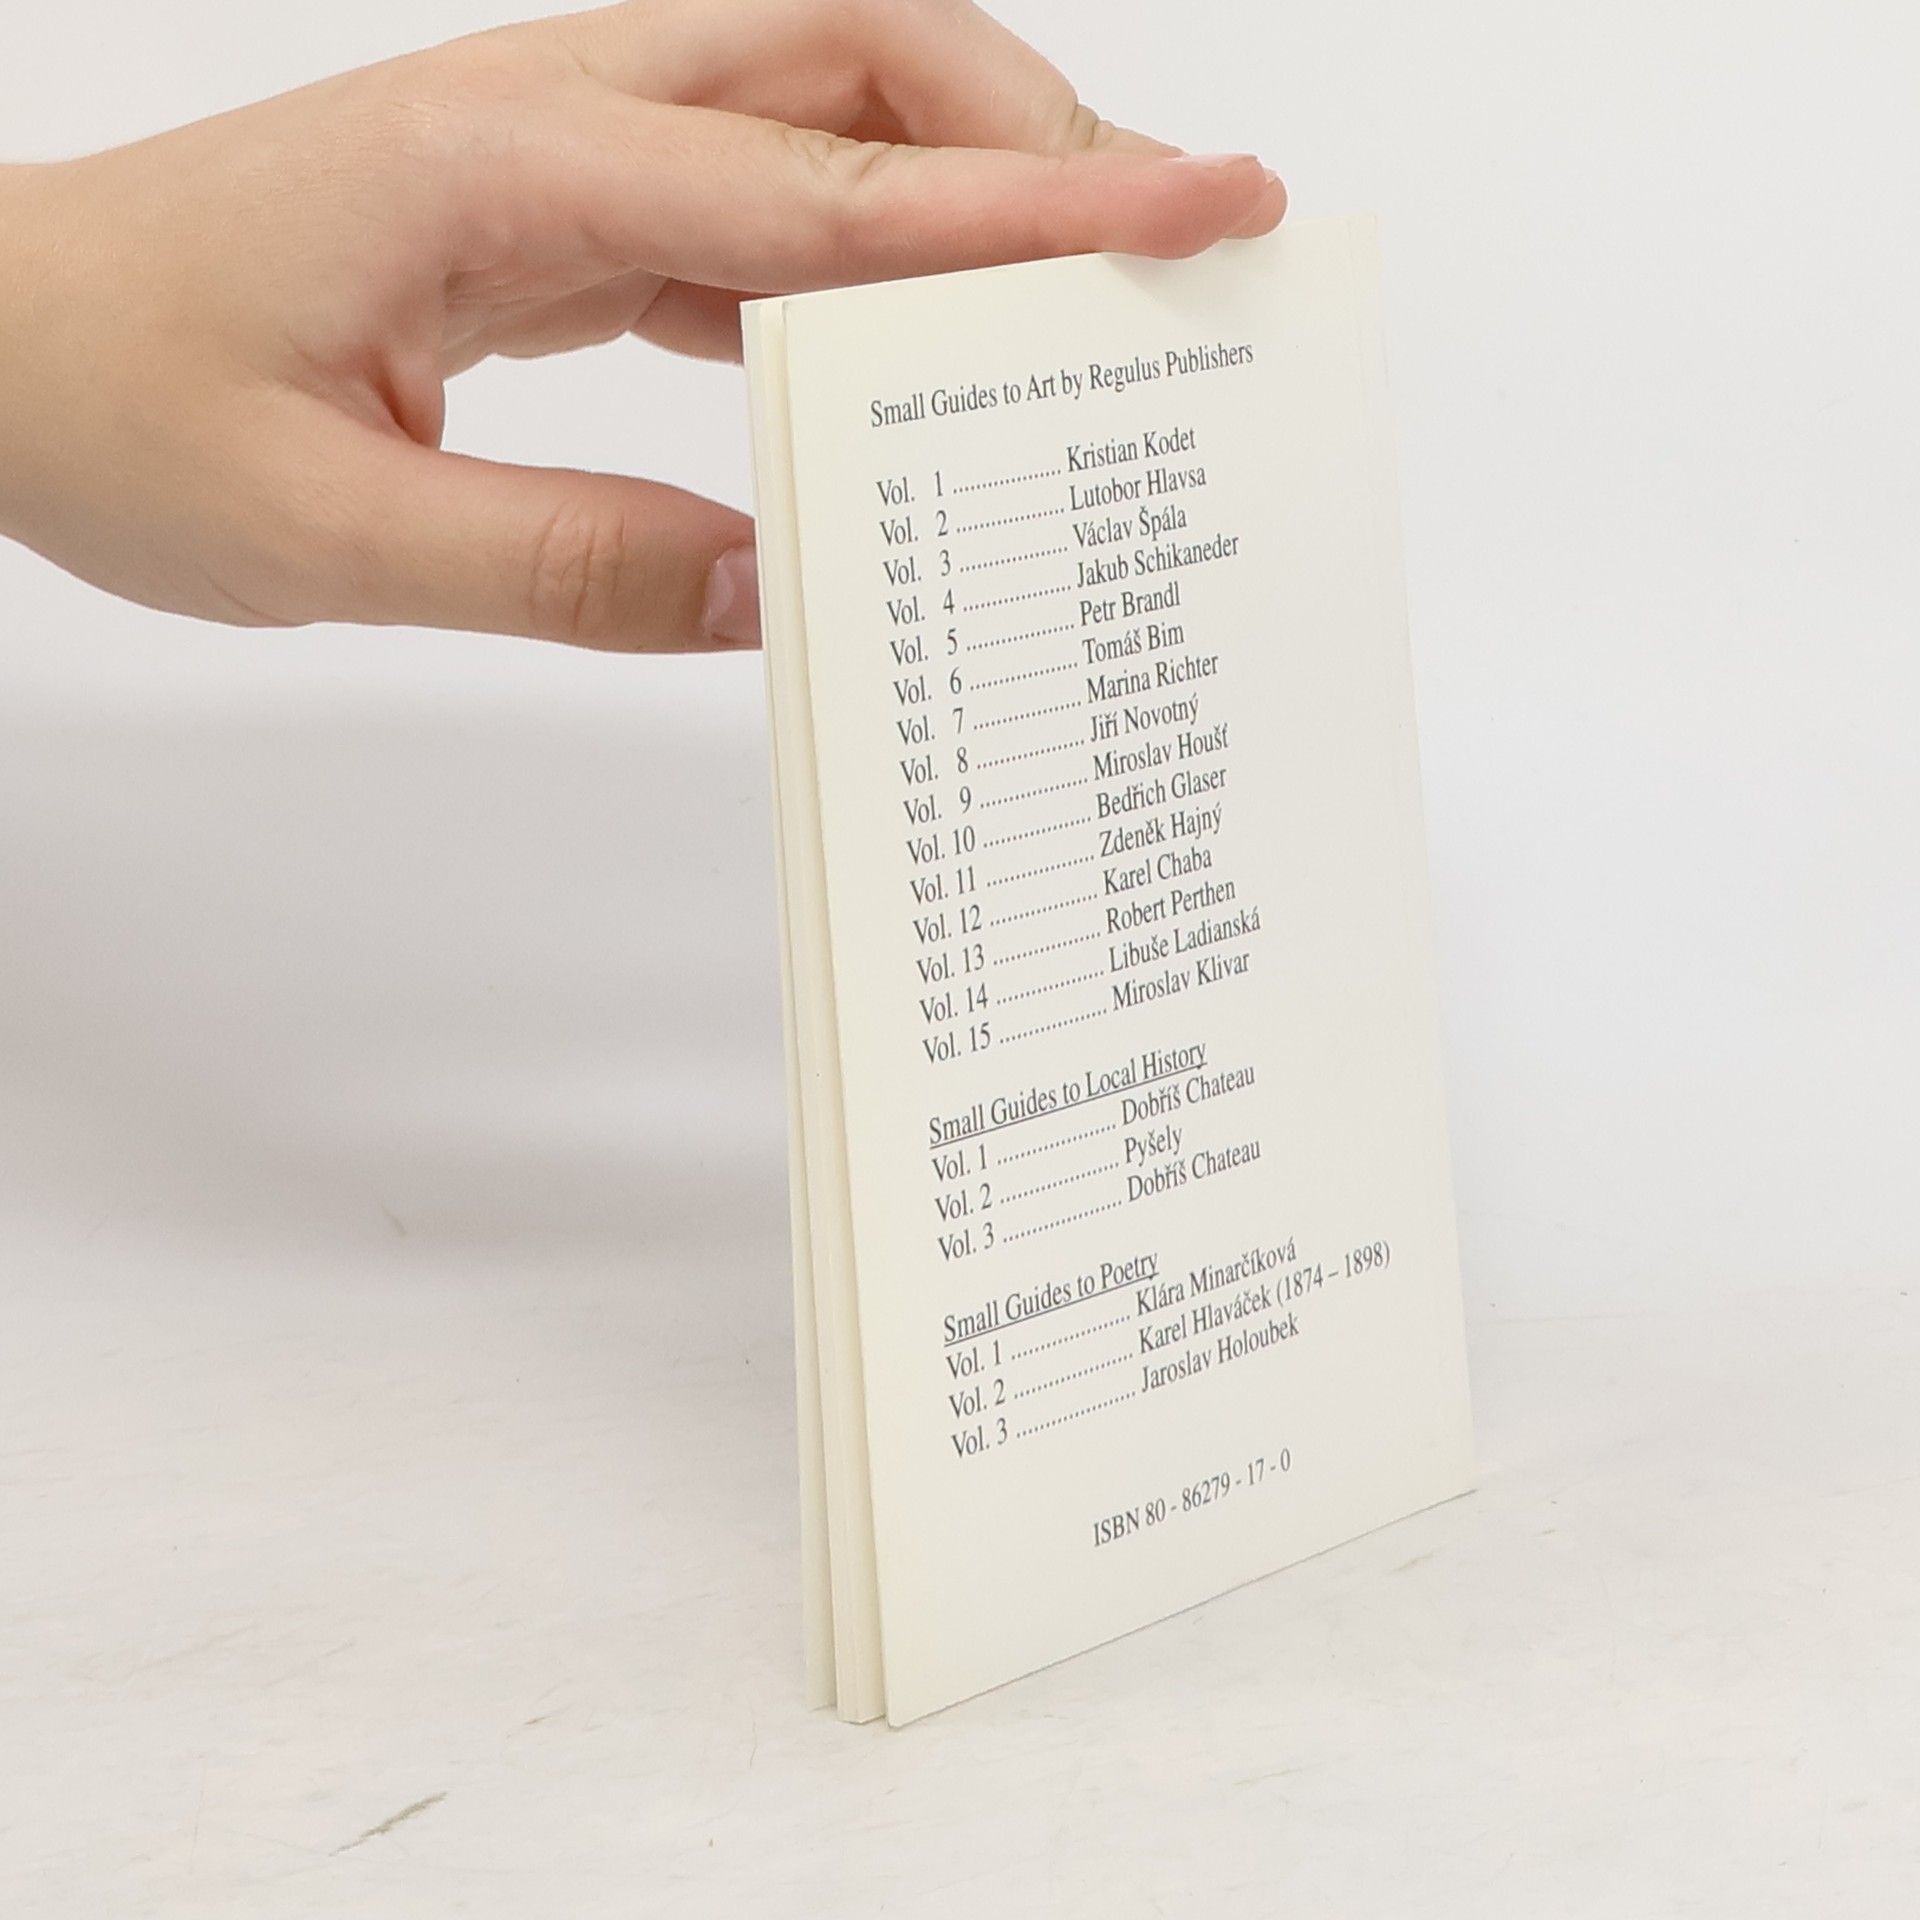 Small Guides to Art by Regulus Publishers
Vol. 1 .................... Kristian Kodet
Vol. 2 .................... Lutobor Hlavsa
Vol. 3 .................... Václav Špála
Vol. 4 .................... Jakub Schikaneder
Vol. 5 .................... Petr Brandl
Vol. 6 .................... Tomáš Bim
Vol. 7 .................... Marina Richter
Vol. 8 .................... Jiří Novotný
Vol. 9 .................... Miroslav Houšť
Vol. 10 .................... Bedřich Glaser
Vol. 11 .................... Zdeněk Hajný
Vol. 12 .................... Karel Chaba
Vol. 13 .................... Robert Perthen
Vol. 14 .................... Libuše Ladianská
Vol. 15 .................... Miroslav Klivar
Small Guides to Local History
Vol. 1 ...................... Dobříš Chateau
Vol. 2 ...................... Pyšely
Vol. 3 ...................... Dobříš Chateau
Small Guides to Poetry
Vol. 1 ...................... Klára Minarčíková
Vol. 2 ...................... Karel Hlaváček (1874 – 1898)
Vol. 3 ...................... Jaroslav Holoubek
ISBN 80 - 86279 - 17 - 0